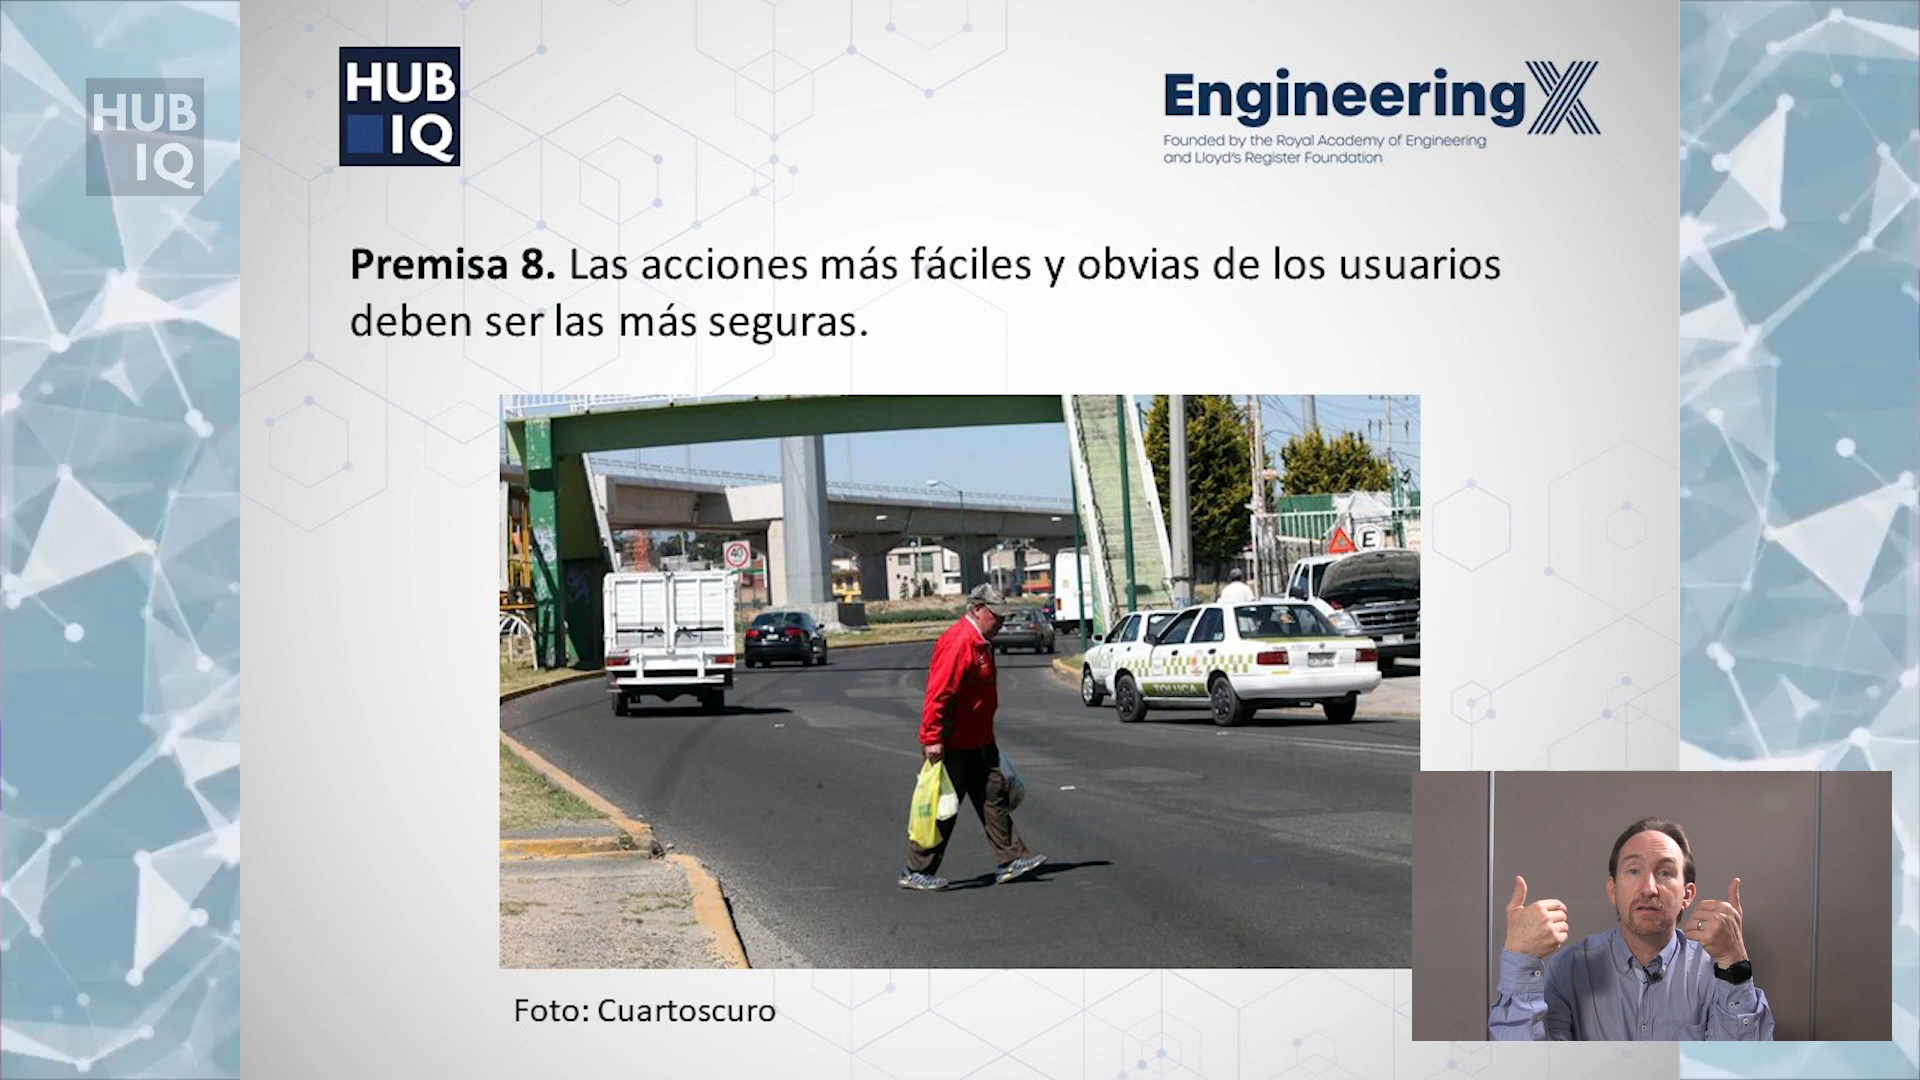 HUB
IQ
HUB
IQ
EngineeringX
Founded by the Royal Academy of Engineering
and Lloyd's Register Foundation
Premisa 8. Las acciones más fáciles y obvias de los usuarios
deben ser las más seguras.
40
E
TOLUCA
Foto: Cuartoscuro